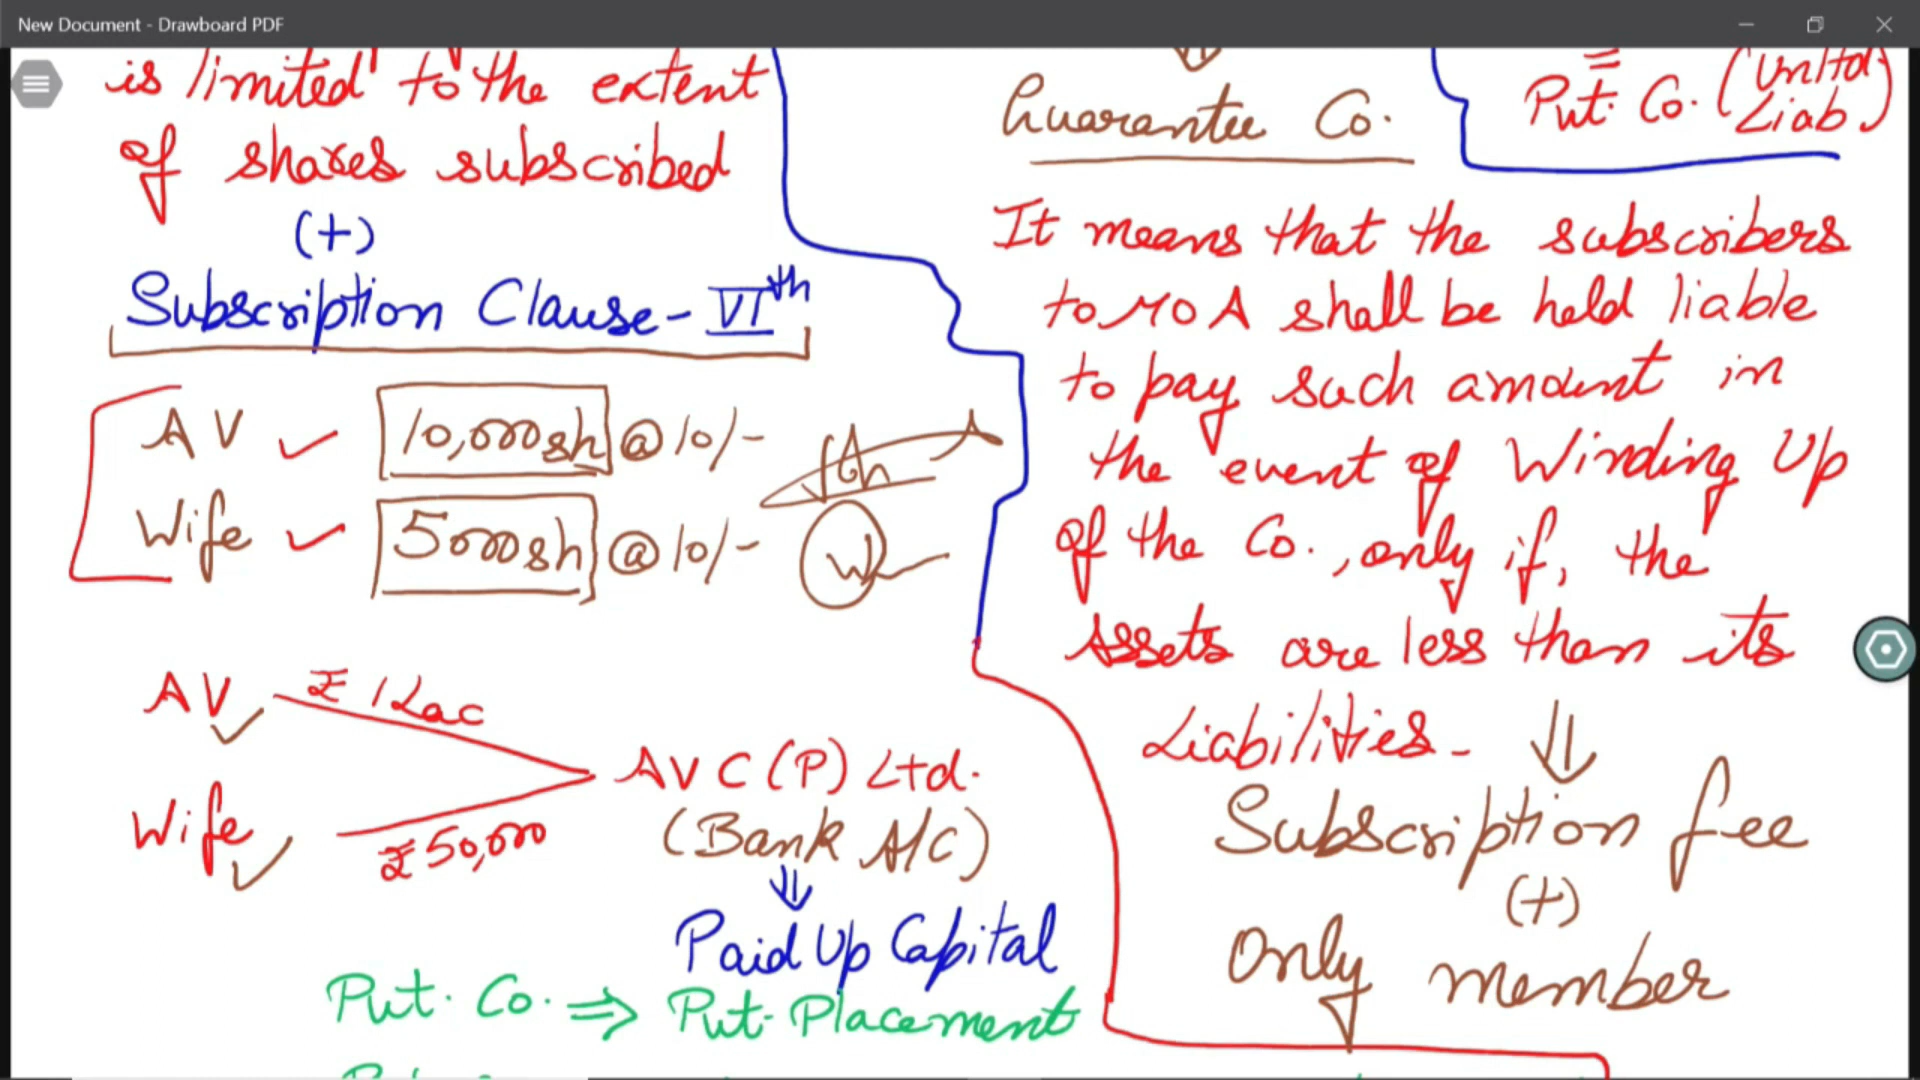 New Document - Drawboard PDF
is limited to the extent
of shares subscribed
(+)
Subscription Clause - VIth
AV 10,000sh @ 10/-
Wife 5000sh @ 10/-
AV ₹ 1 Lac
Wife ₹ 50,000
AVC (P) Ltd.
(Bank A/C)
Paid Up Capital
Pvt. Co. ⇒ Pvt. Placement
Guarantee Co.
Pvt. Co. (Unltd. Liab.)
It means that the subscribers
to MOA shall be held liable
to pay such amount in
the event of Winding Up
of the Co., only if, the
Assets are less than its
Liabilities.
Subscription fee
(+)
Only member